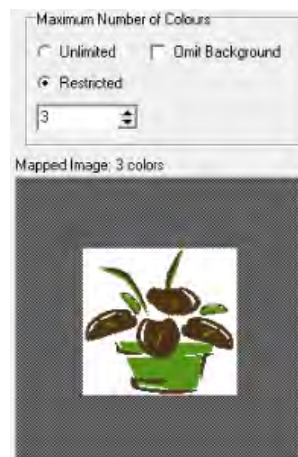 Maximum Number of Colours
Unlimited
Omit Background
Restricted
3
Mapped Image: 3 colors